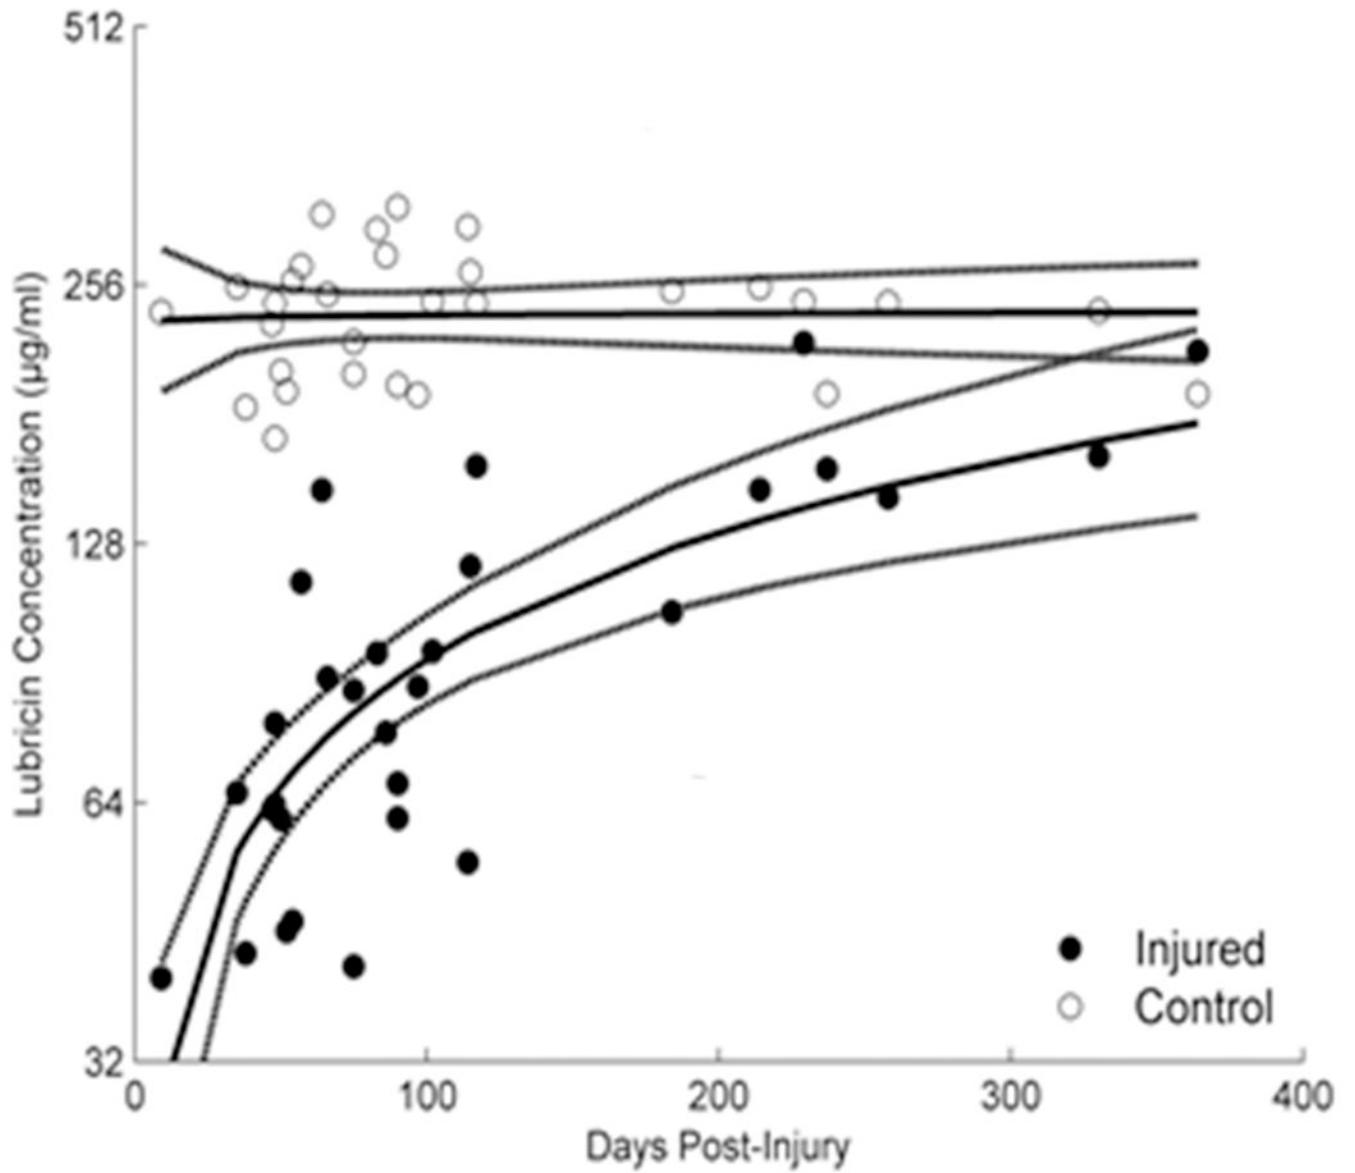 512
256
128
64
32
Lubricin Concentration (µg/ml)
0 100 200 300 400
Days Post-Injury
Injured
Control